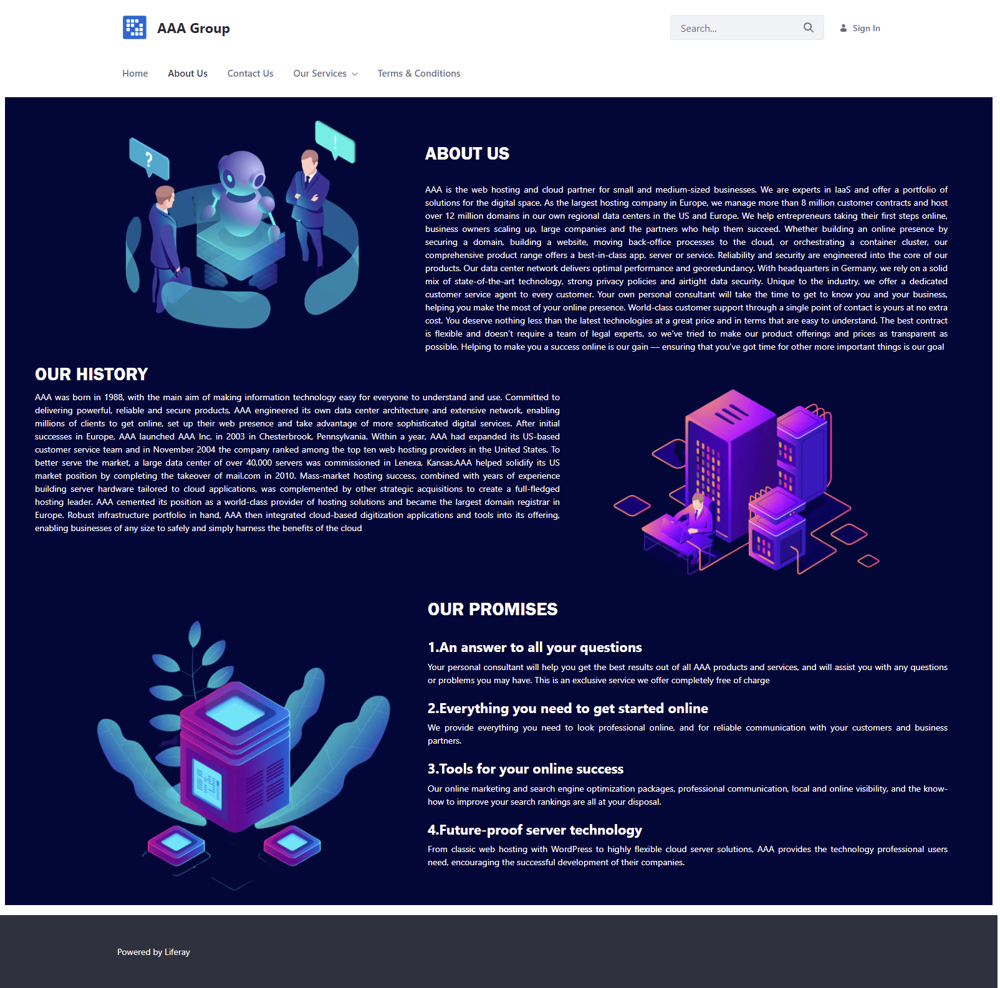 AAA Group
Search...
Sign In
Home
About Us
Contact Us
Our Services
Terms & Conditions
?
!
ABOUT US
AAA is the web hosting and cloud partner for small and medium-sized businesses. We are experts in IaaS and offer a portfolio of
solutions for the digital space. As the largest hosting company in Europe, we manage more than 8 million customer contracts and host
over 12 million domains in our own regional data centers in the US and Europe. We help entrepreneurs taking their first steps online,
business owners scaling up, large companies and the partners who help them succeed. Whether building an online presence by
securing a domain, building a website, moving back-office processes to the cloud, or orchestrating a container cluster, our
comprehensive product range offers a best-in-class app, server or service. Reliability and security are engineered into the core of our
products. Our data center network delivers optimal performance and georedundancy. With headquarters in Germany, we rely on a solid
mix of state-of-the-art technology, strong privacy policies and airtight data security. Unique to the industry, we offer a dedicated
customer service agent to every customer. Your own personal consultant will take the time to get to know you and your business,
helping you make the most of your online presence. World-class customer support through a single point of contact is yours at no extra
cost. You deserve nothing less than the latest technologies at a great price and in terms that are easy to understand. The best contract
is flexible and doesn’t require a team of legal experts, so we’ve tried to make our product offerings and prices as transparent as
possible. Helping to make you a success online is our gain — ensuring that you’ve got time for other more important things is our goal
OUR HISTORY
AAA was born in 1988, with the main aim of making information technology easy for everyone to understand and use. Committed to
delivering powerful, reliable and secure products, AAA engineered its own data center architecture and extensive network, enabling
millions of clients to get online, set up their web presence and take advantage of more sophisticated digital services. After initial
successes in Europe, AAA launched AAA Inc. in 2003 in Chesterbrook, Pennsylvania. Within a year, AAA had expanded its US-based
customer service team and in November 2004 the company ranked among the top ten web hosting providers in the United States. To
better serve the market, a large data center of over 40,000 servers was commissioned in Lenexa, Kansas.AAA helped solidify its US
market position by completing the takeover of mail.com in 2010. Mass-market hosting success, combined with years of experience
building server hardware tailored to cloud applications, was complemented by other strategic acquisitions to create a full-fledged
hosting leader. AAA cemented its position as a world-class provider of hosting solutions and became the largest domain registrar in
Europe. Robust infrastructure portfolio in hand, AAA then integrated cloud-based digitization applications and tools into its offering,
enabling businesses of any size to safely and simply harness the benefits of the cloud
OUR PROMISES
1.An answer to all your questions
Your personal consultant will help you get the best results out of all AAA products and services, and will assist you with any questions
or problems you may have. This is an exclusive service we offer completely free of charge
2.Everything you need to get started online
We provide everything you need to look professional online, and for reliable communication with your customers and business
partners.
3.Tools for your online success
Our online marketing and search engine optimization packages, professional communication, local and online visibility, and the know-
how to improve your search rankings are all at your disposal.
4.Future-proof server technology
From classic web hosting with WordPress to highly flexible cloud server solutions, AAA provides the technology professional users
need, encouraging the successful development of their companies.
Powered by Liferay